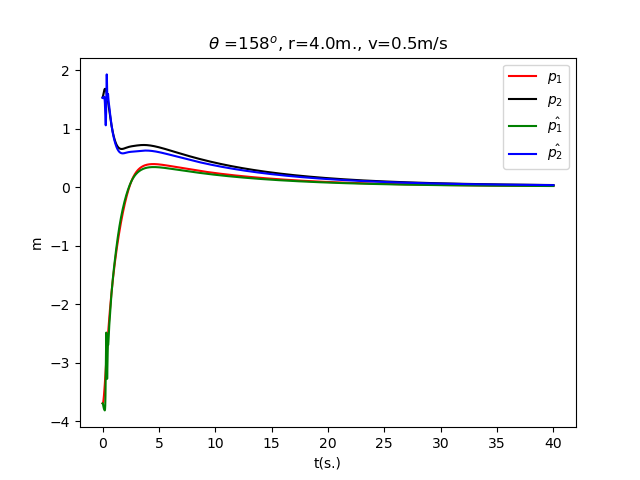 θ =158°, r=4.0m., v=0.5m/s
2
1
0
−1
−2
−3
−4
m
0 5 10 15 20 25 30 35 40
t(s.)
p₁
p₂
p̂₁
p̂₂